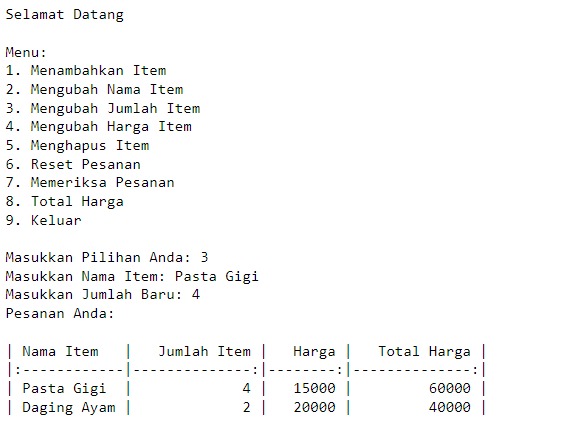 Selamat Datang
Menu:
1. Menambahkan Item
2. Mengubah Nama Item
3. Mengubah Jumlah Item
4. Mengubah Harga Item
5. Menghapus Item
6. Reset Pesanan
7. Memeriksa Pesanan
8. Total Harga
9. Keluar
Masukkan Pilihan Anda: 3
Masukkan Nama Item: Pasta Gigi
Masukkan Jumlah Baru: 4
Pesanan Anda:
| Nama Item   |   Jumlah Item |   Harga |   Total Harga |
|:------------|--------------:|--------:|--------------:|
| Pasta Gigi  |             4 |   15000 |         60000 |
| Daging Ayam |             2 |   20000 |         40000 |